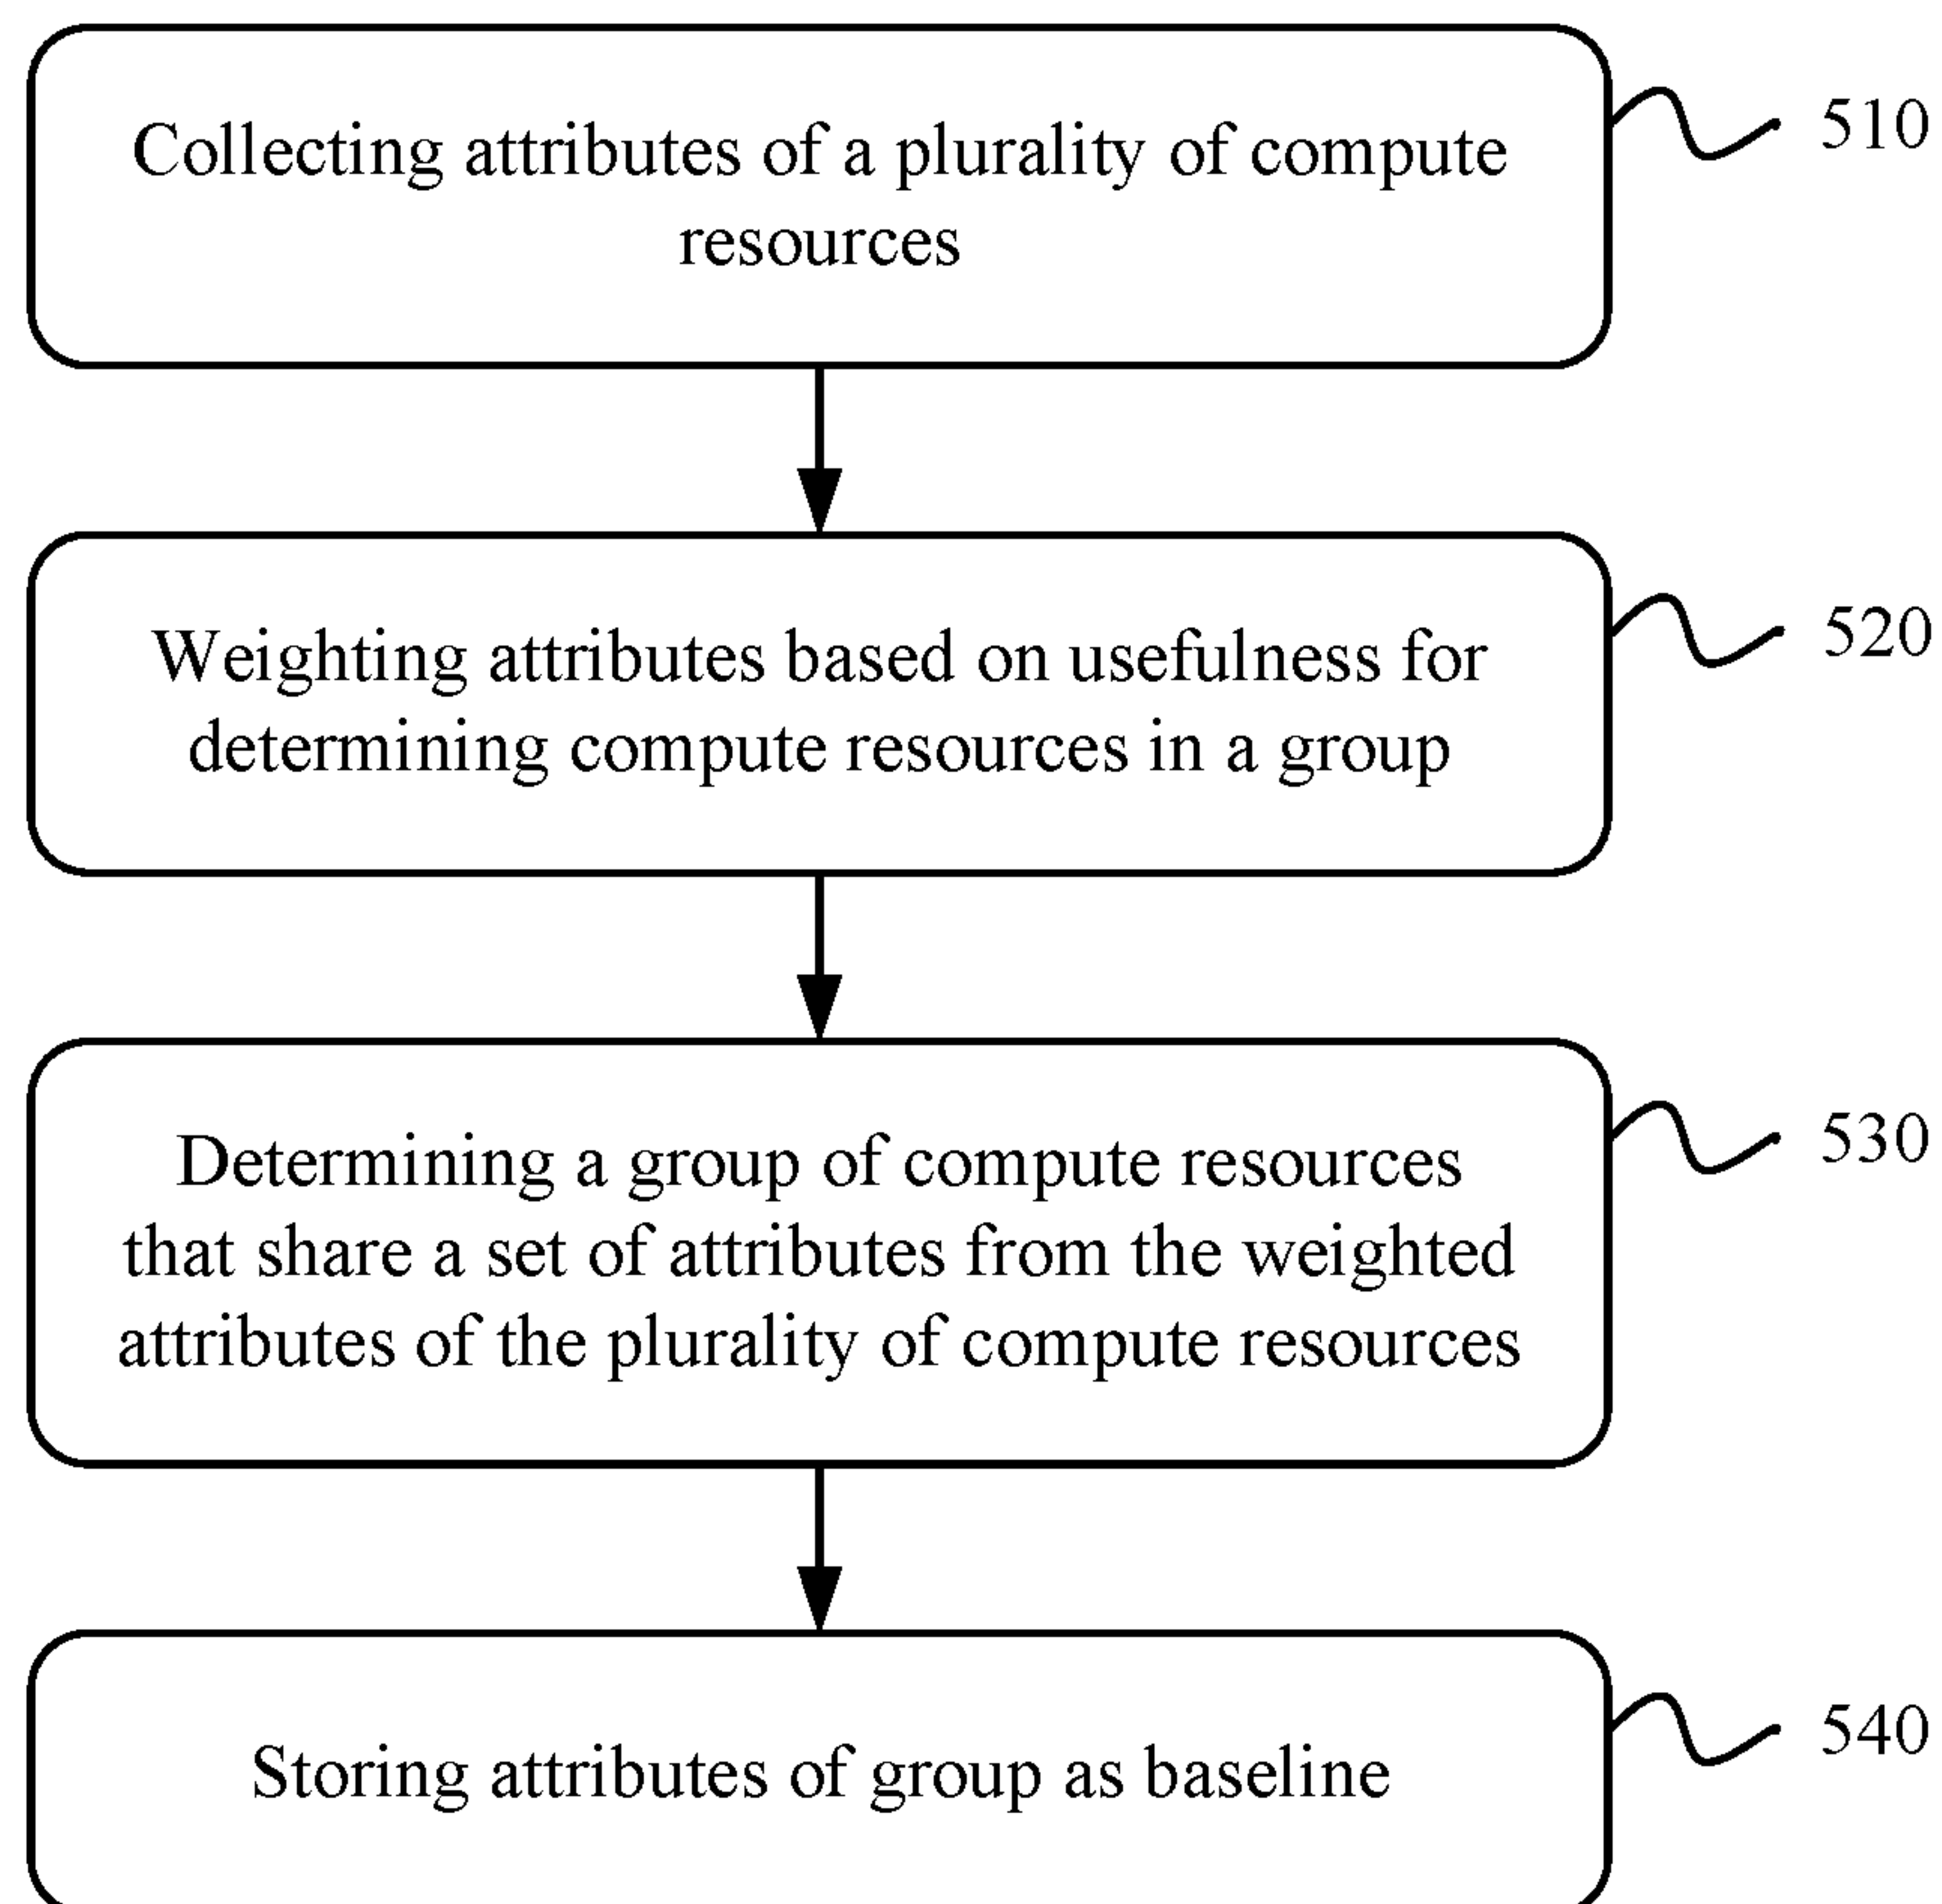 Collecting attributes of a plurality of compute
resources
510
Weighting attributes based on usefulness for
determining compute resources in a group
520
Determining a group of compute resources
that share a set of attributes from the weighted
attributes of the plurality of compute resources
530
Storing attributes of group as baseline
540